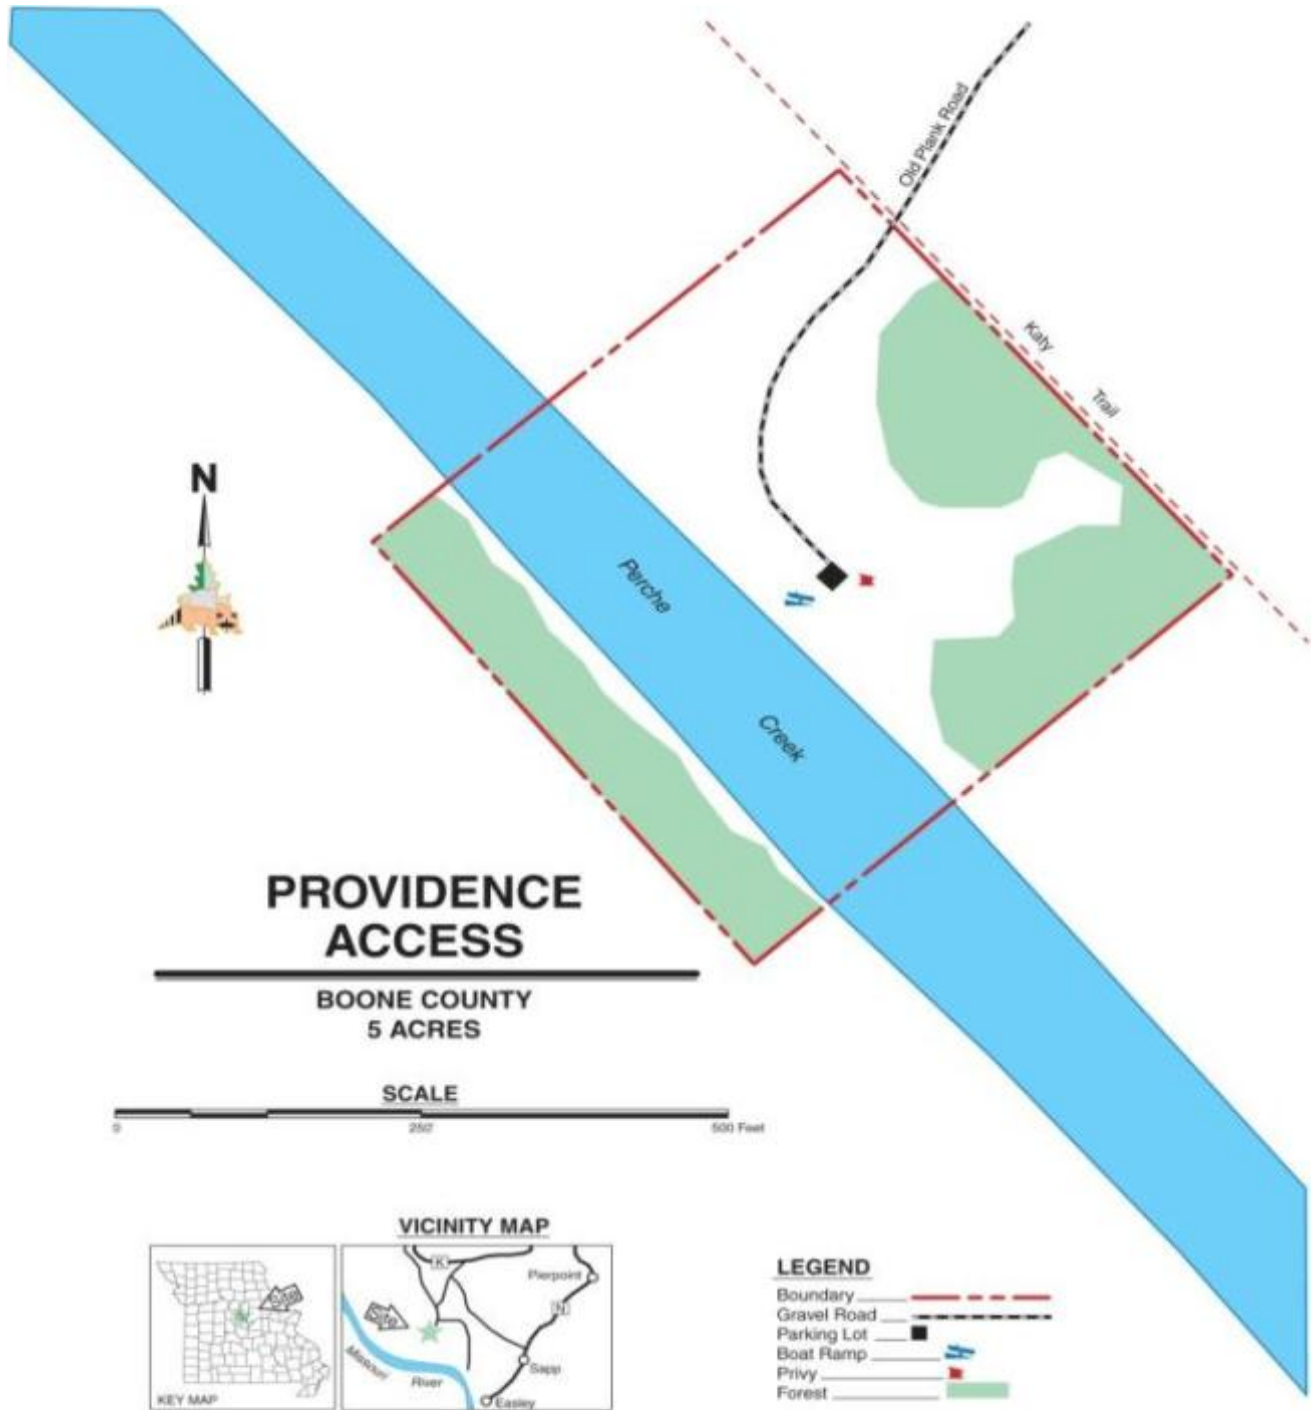 Old Plank Road
Katy
Trail
N
Perche
Creek
PROVIDENCE
ACCESS
BOONE COUNTY
5 ACRES
SCALE
0 250' 500 Feet
VICINITY MAP
KEY MAP
K
Pierpoint
N
Site
Missouri
River
Sapp
Easley
LEGEND
Boundary
Gravel Road
Parking Lot
Boat Ramp
Privy
Forest